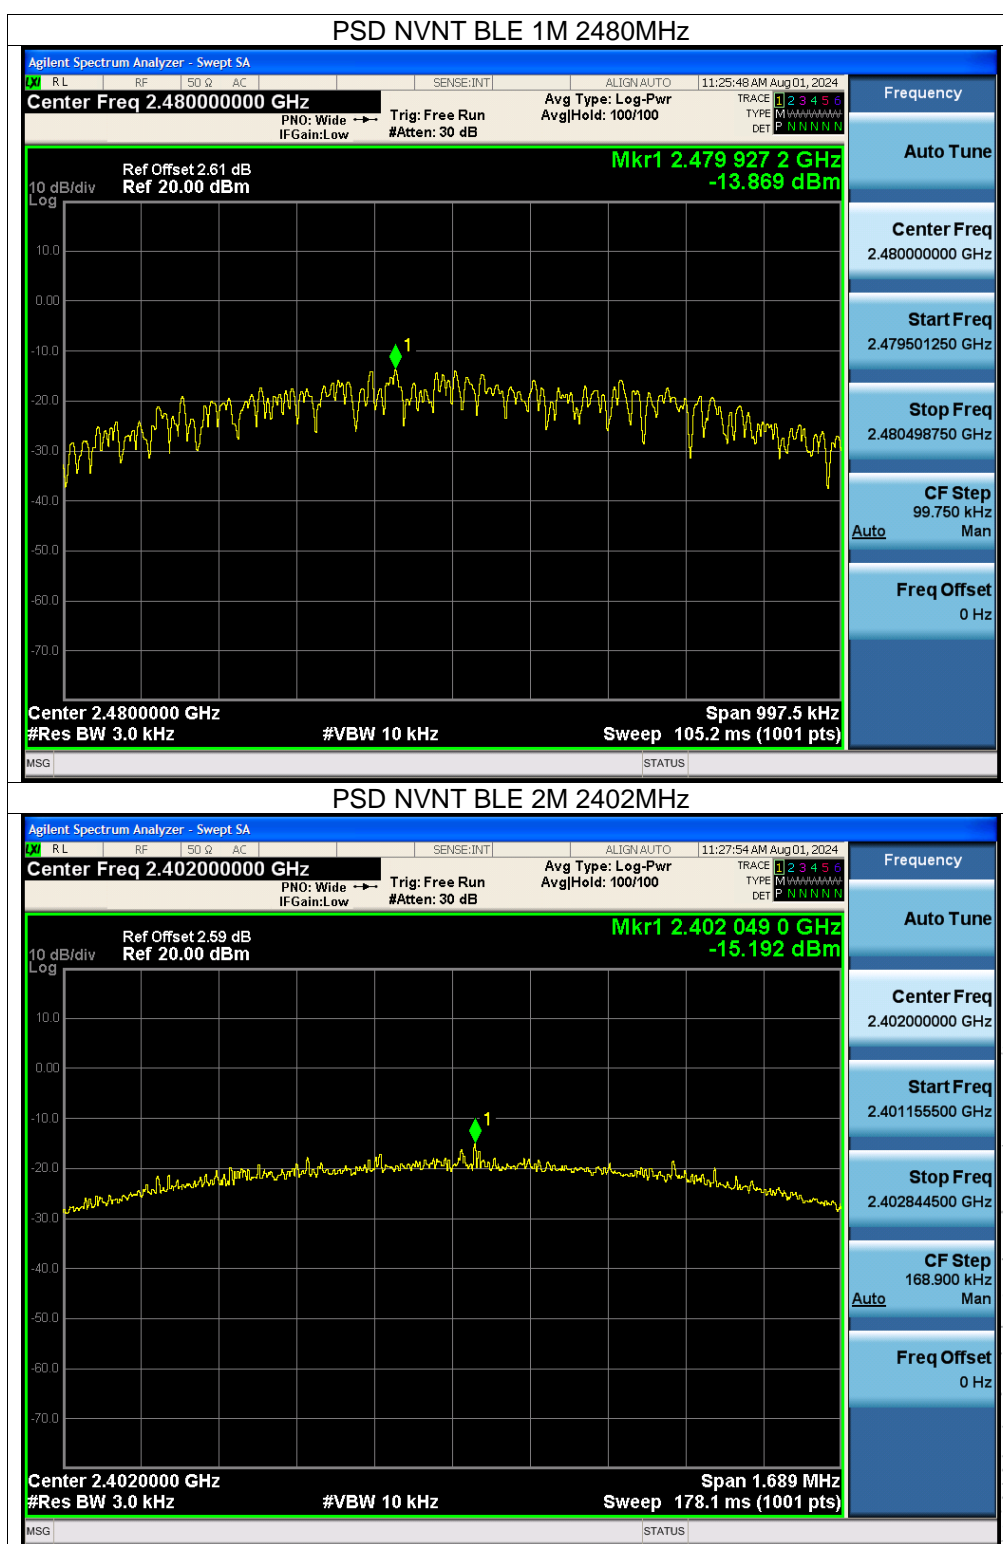 PSD NVNT BLE 1M 2480MHz
Agilent Spectrum Analyzer - Swept SA
LXI RL RF 50 Ω AC SENSE:INT ALIGN AUTO 11:25:48 AM Aug 01, 2024
Center Freq 2.480000000 GHz
PNO: Wide
IFGain:Low
Trig: Free Run
#Atten: 30 dB
Avg Type: Log-Pwr
Avg|Hold: 100/100
TRACE 1 2 3 4 5 6
TYPE M
DET P N N N N N
Frequency
Auto Tune
Mkr1 2.479 927 2 GHz
-13.869 dBm
Ref Offset 2.61 dB
10 dB/div Ref 20.00 dBm
Log
10.0
0.00
-10.0
-20.0
-30.0
-40.0
-50.0
-60.0
-70.0
1
Center Freq
2.480000000 GHz
Start Freq
2.479501250 GHz
Stop Freq
2.480498750 GHz
CF Step
99.750 kHz
Auto Man
Freq Offset
0 Hz
Center 2.4800000 GHz Span 997.5 kHz
#Res BW 3.0 kHz #VBW 10 kHz Sweep 105.2 ms (1001 pts)
MSG STATUS
PSD NVNT BLE 2M 2402MHz
Agilent Spectrum Analyzer - Swept SA
LXI RL RF 50 Ω AC SENSE:INT ALIGN AUTO 11:27:54 AM Aug 01, 2024
Center Freq 2.402000000 GHz
PNO: Wide
IFGain:Low
Trig: Free Run
#Atten: 30 dB
Avg Type: Log-Pwr
Avg|Hold: 100/100
TRACE 1 2 3 4 5 6
TYPE M
DET P N N N N N
Frequency
Auto Tune
Mkr1 2.402 049 0 GHz
-15.192 dBm
Ref Offset 2.59 dB
10 dB/div Ref 20.00 dBm
Log
10.0
0.00
-10.0
-20.0
-30.0
-40.0
-50.0
-60.0
-70.0
1
Center Freq
2.402000000 GHz
Start Freq
2.401155500 GHz
Stop Freq
2.402844500 GHz
CF Step
168.900 kHz
Auto Man
Freq Offset
0 Hz
Center 2.4020000 GHz Span 1.689 MHz
#Res BW 3.0 kHz #VBW 10 kHz Sweep 178.1 ms (1001 pts)
MSG STATUS